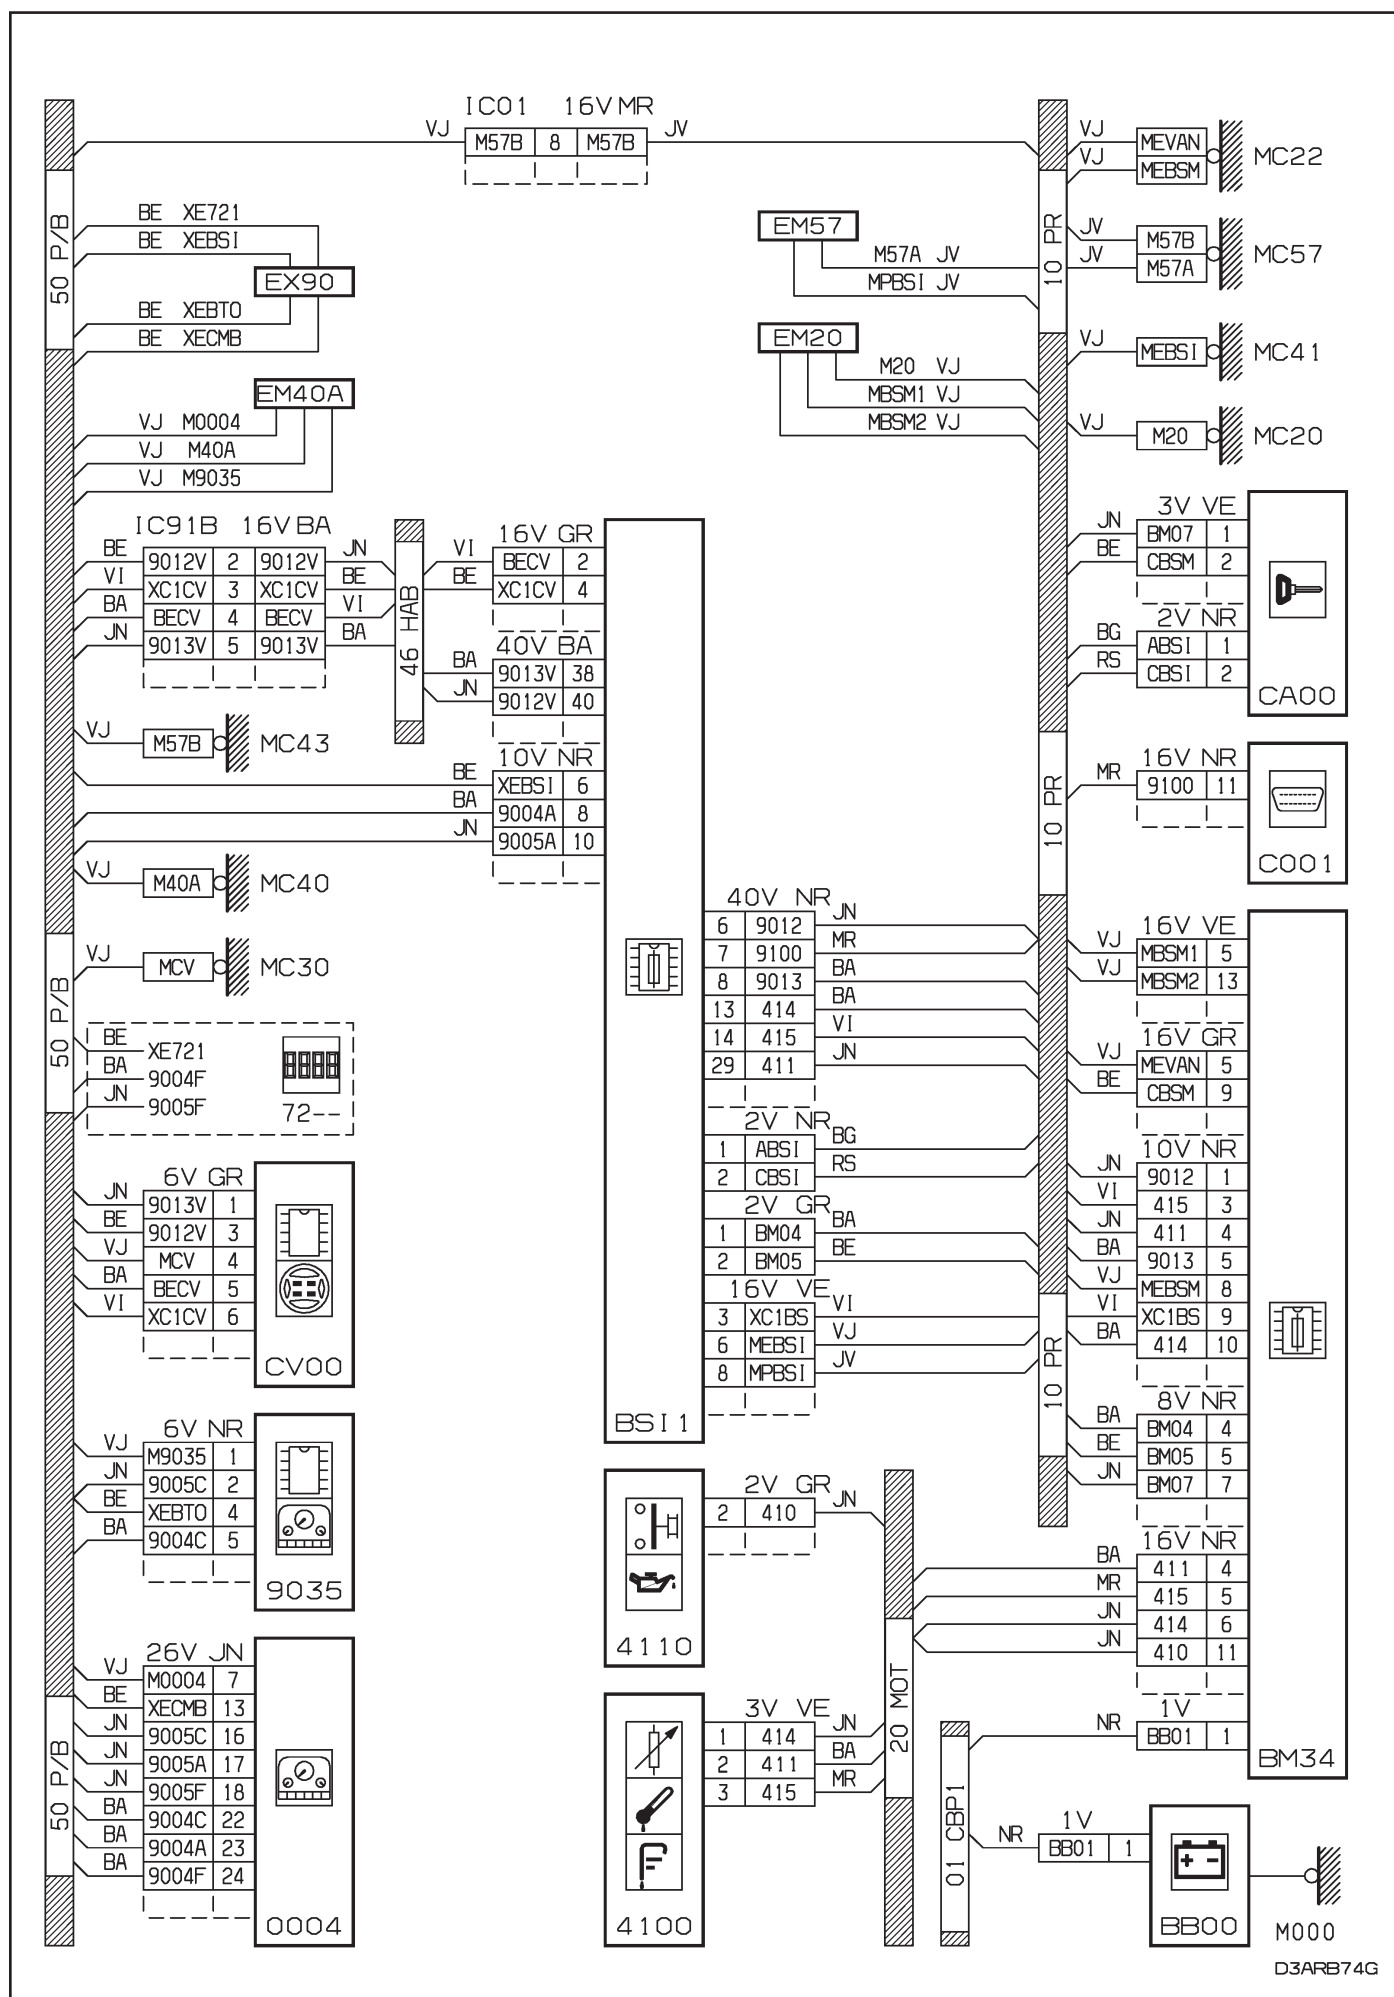 IC01 16V MR
VJ M57B 8 M57B JV
50 P/B
BE XE721
BE XEBSI
EX90
BE XEBTO
BE XECMB
EM40A
VJ M0004
VJ M40A
VJ M9035
IC91B 16V BA
BE 9012V 2 9012V JN
VI XC1CV 3 XC1CV BE
BA BECV 4 BECV VI
JN 9013V 5 9013V BA
46 HAB
VJ M57B MC43
VJ M40A MC40
VJ MCV MC30
50 P/B
BE XE721
BA 9004F
JN 9005F
72--
6V GR
JN 9013V 1
BE 9012V 3
VJ MCV 4
BA BECV 5
VI XC1CV 6
CV00
6V NR
VJ M9035 1
JN 9005C 2
BE XEBTO 4
BA 9004C 5
9035
26V JN
VJ M0004 7
BE XECMB 13
JN 9005C 16
JN 9005A 17
JN 9005F 18
BA 9004C 22
BA 9004A 23
BA 9004F 24
0004
50 P/B
16V GR
VI BECV 2
BE XC1CV 4
40V BA
BA 9013V 38
JN 9012V 40
10V NR
BE XEBSI 6
BA 9004A 8
JN 9005A 10
BSI1
40V NR
6 9012 JN
7 9100 MR
8 9013 BA
13 414 BA
14 415 VI
29 411 JN
2V NR
1 ABSI BG
2 CBSI RS
2V GR
1 BM04 BA
2 BM05 BE
16V VE
3 XC1BS VI
6 MEBSI VJ
8 MPBSI JV
2V GR
2 410 JN
4110
3V VE
1 414 JN
2 411 BA
3 415 MR
4100
20 MOT
EM57
M57A JV
MPBSI JV
EM20
M20 VJ
MBSM1 VJ
MBSM2 VJ
10 PR
10 PR
10 PR
VJ MEVAN
VJ MEBSM
MC22
JV M57B
JV M57A
MC57
VJ MEBSI MC41
VJ M20 MC20
3V VE
JN BM07 1
BE CBSM 2
2V NR
BG ABSI 1
RS CBSI 2
CA00
16V NR
MR 9100 11
C001
16V VE
VJ MBSM1 5
VJ MBSM2 13
16V GR
VJ MEVAN 5
BE CBSM 9
10V NR
JN 9012 1
VI 415 3
JN 411 4
BA 9013 5
VJ MEBSM 8
VI XC1BS 9
BA 414 10
8V NR
BA BM04 4
BE BM05 5
JN BM07 7
16V NR
BA 411 4
MR 415 5
JN 414 6
JN 410 11
1V
NR BB01 1
BM34
01 CBP1
1V
NR BB01 1
BB00
M000
D3ARB74G